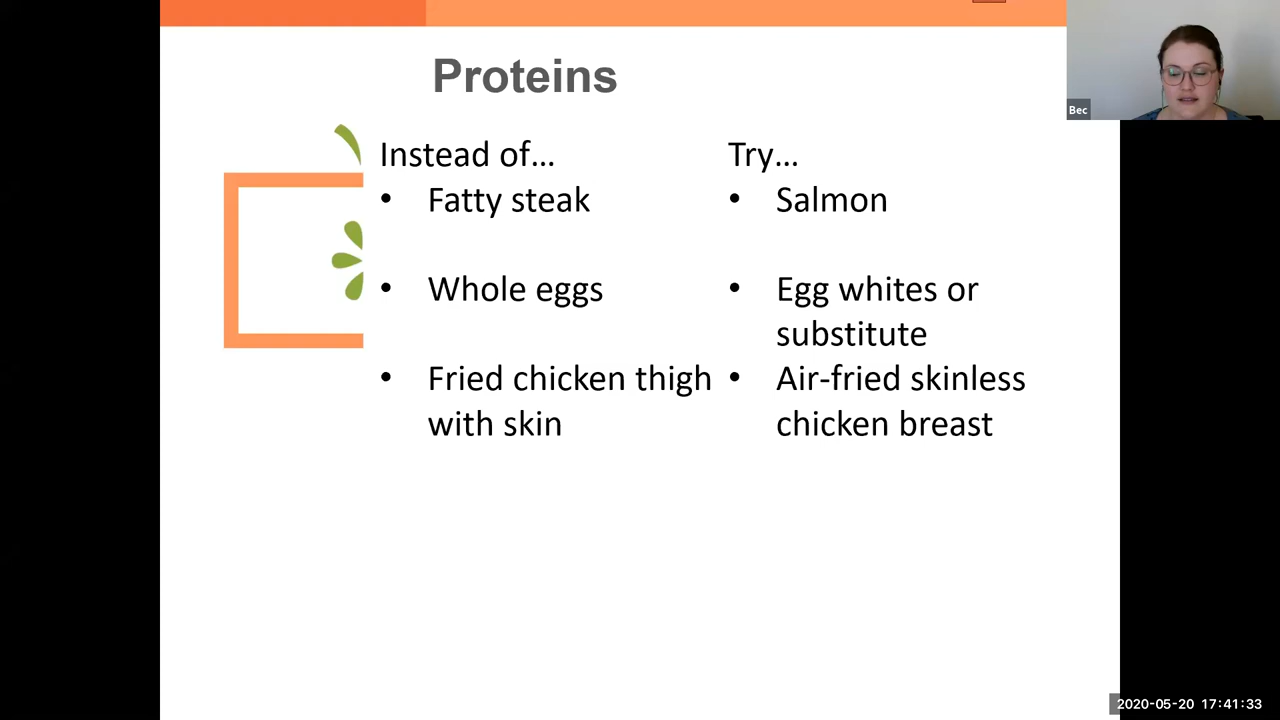 Proteins
Instead of...
• Fatty steak
• Whole eggs
• Fried chicken thigh
with skin
Try...
• Salmon
• Egg whites or
substitute
• Air-fried skinless
chicken breast
Bec
2020-05-20 17:41:33